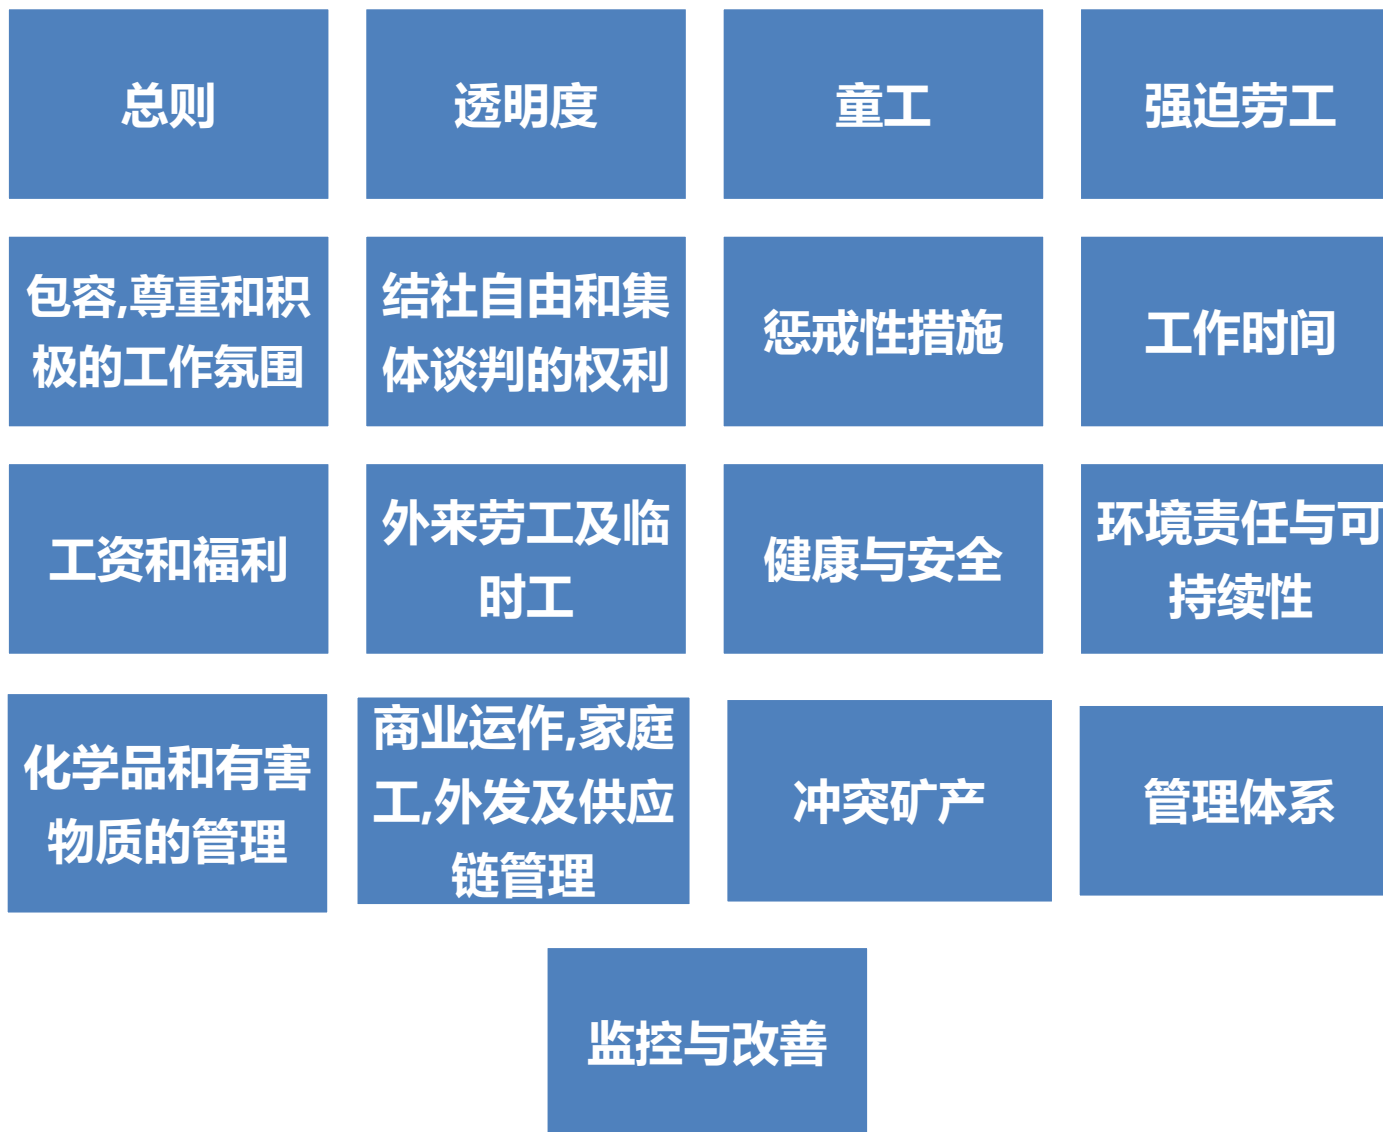 总则
透明度
童工
强迫劳工
包容,尊重和积
极的工作氛围
结社自由和集
体谈判的权利
惩戒性措施
工作时间
工资和福利
外来劳工及临
时工
健康与安全
环境责任与可
持续性
化学品和有害
物质的管理
商业运作,家庭
工,外发及供应
链管理
冲突矿产
管理体系
监控与改善